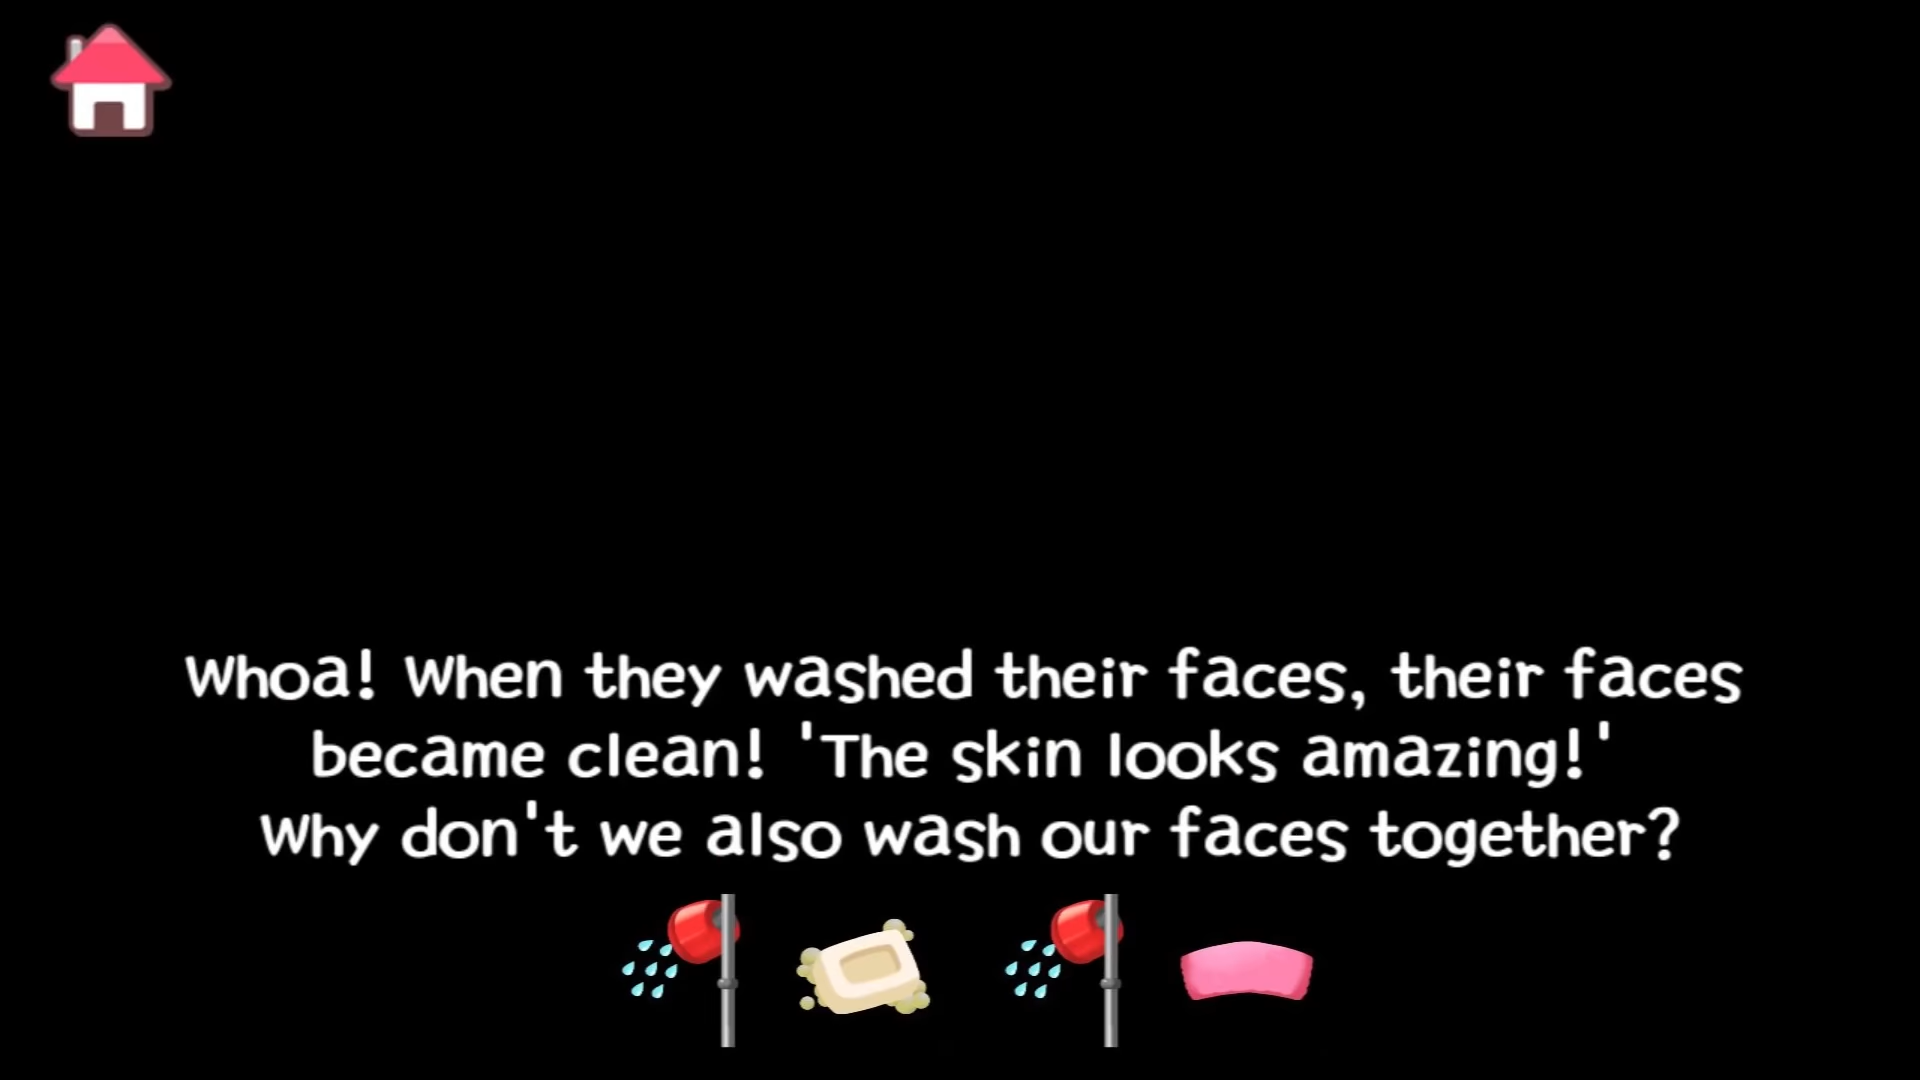 Whoa! When they washed their faces, their faces
became clean! 'The skin looks amazing!'
Why don't we also wash our faces together?